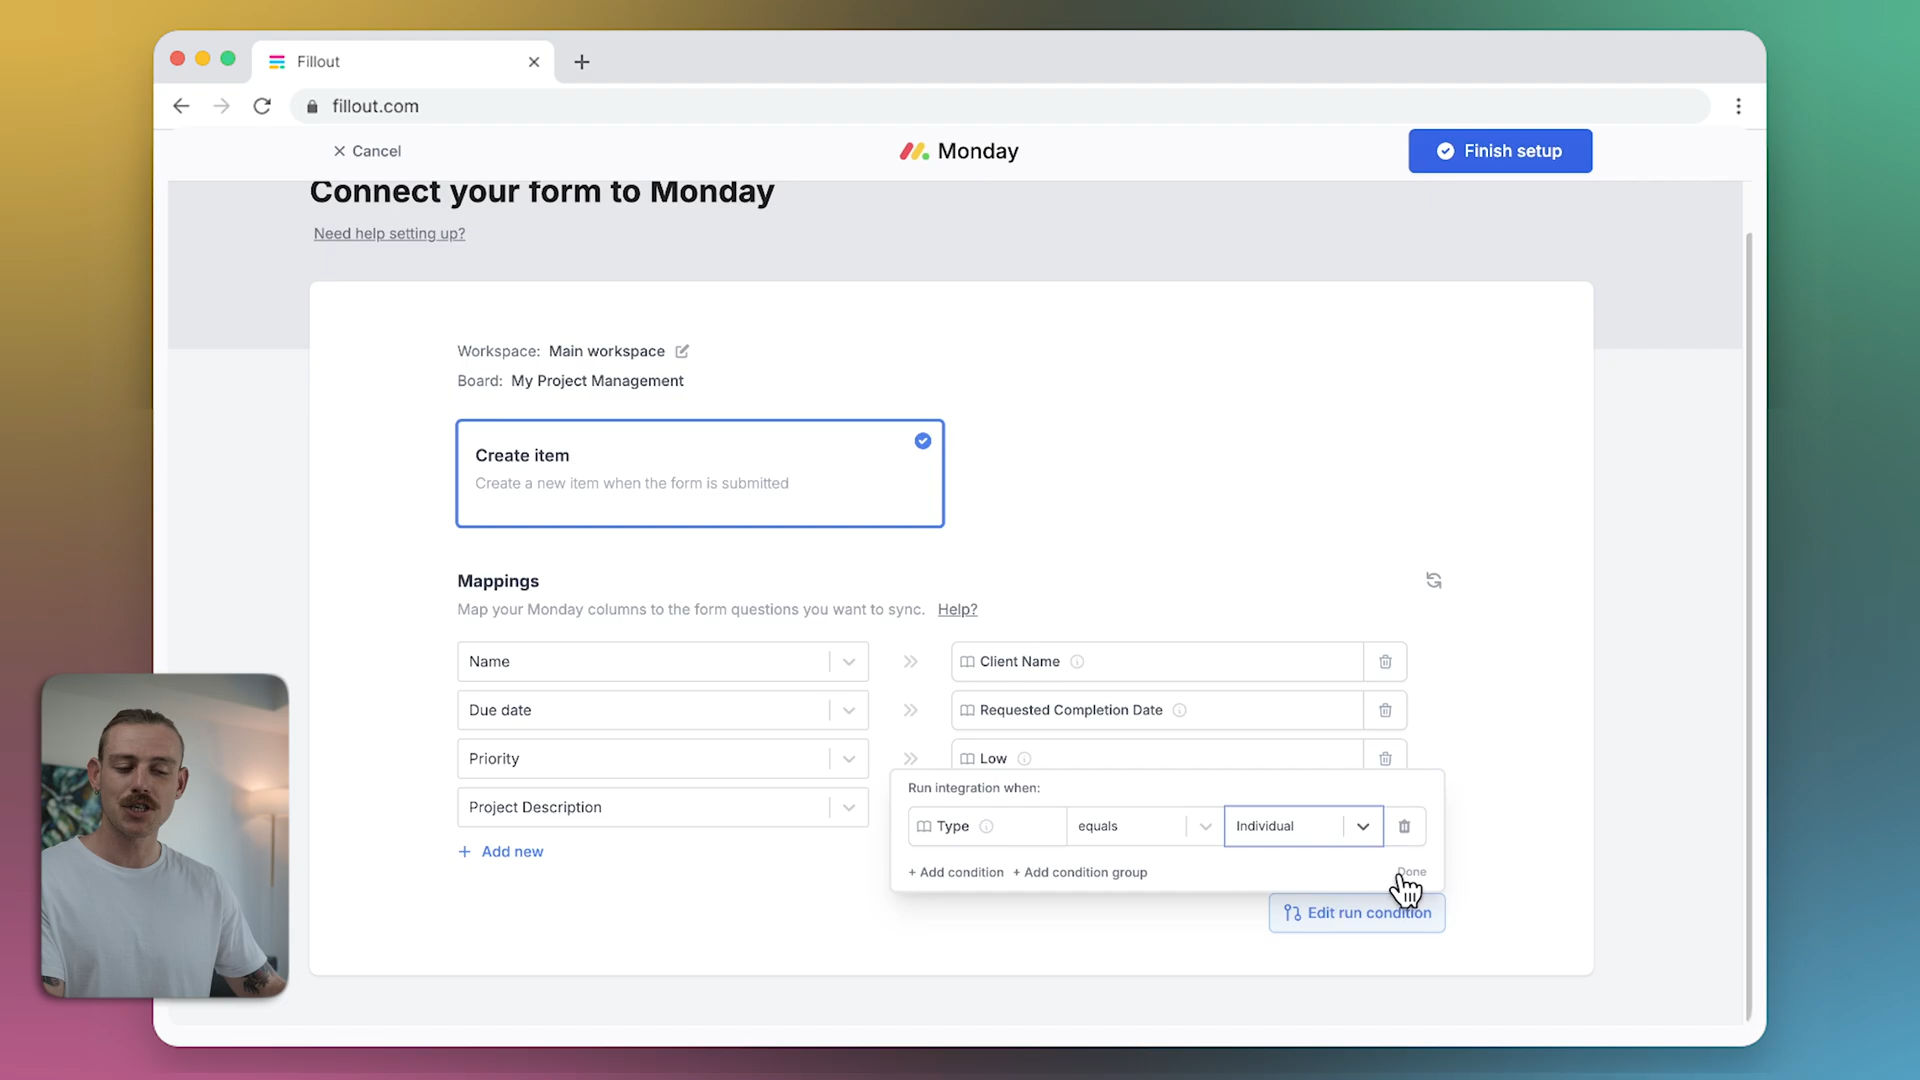 Fillout
fillout.com
Cancel
Monday
Finish setup
Connect your form to Monday
Need help setting up?
Workspace: Main workspace
Board: My Project Management
Create item
Create a new item when the form is submitted
Mappings
Map your Monday columns to the form questions you want to sync. Help?
Name
Client Name
Due date
Requested Completion Date
Priority
Low
Project Description
Run integration when:
Type
equals
Individual
+ Add new
+ Add condition + Add condition group
Done
Edit run condition